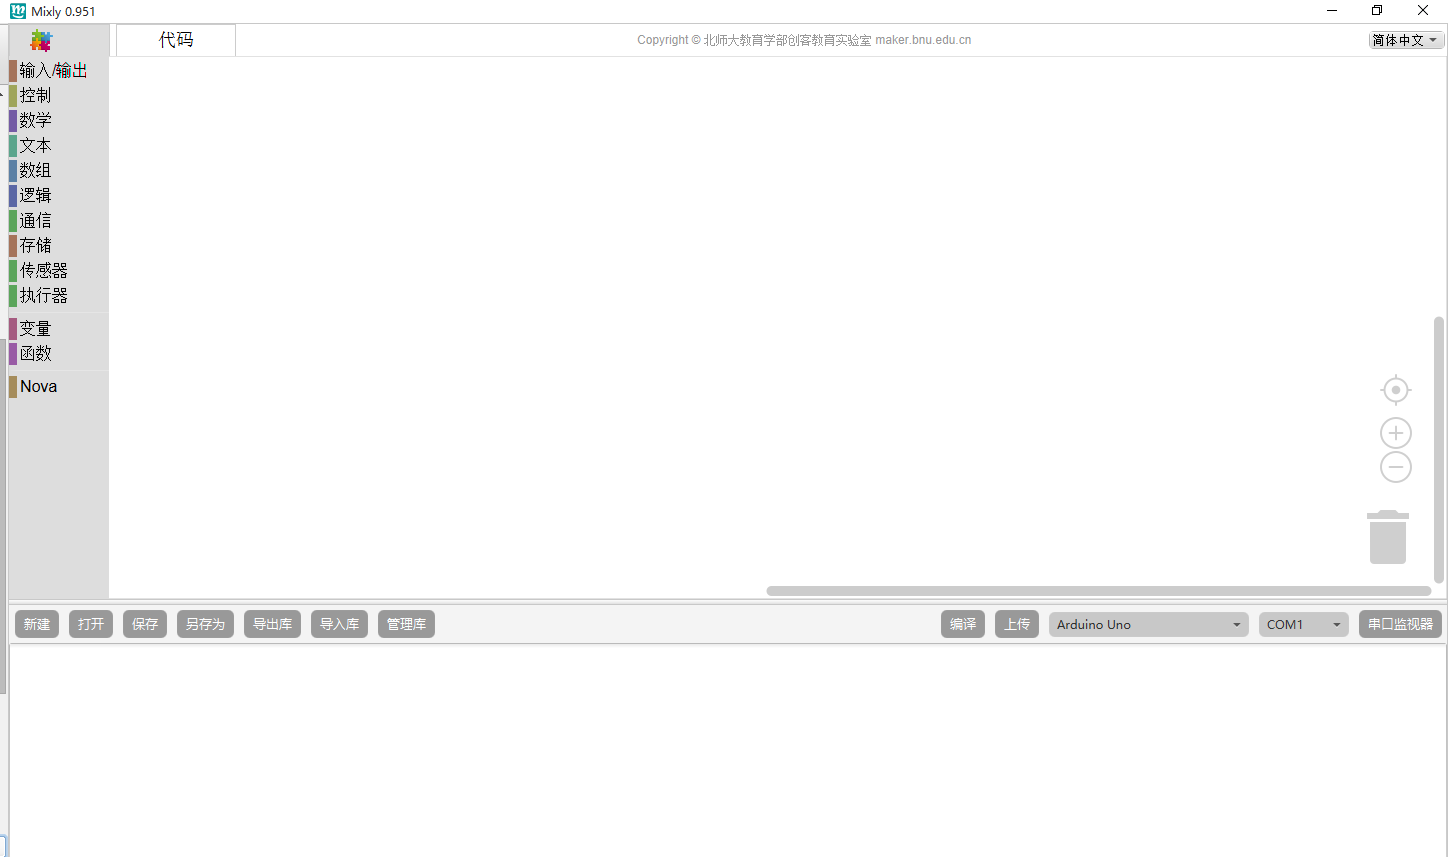 Mixly 0.951
代码
Copyright © 北师大教育学部创客教育实验室 maker.bnu.edu.cn
简体中文
输入/输出
控制
数学
文本
数组
逻辑
通信
存储
传感器
执行器
变量
函数
Nova
新建 打开 保存 另存为 导出库 导入库 管理库 编译 上传 Arduino Uno COM1 串口监视器